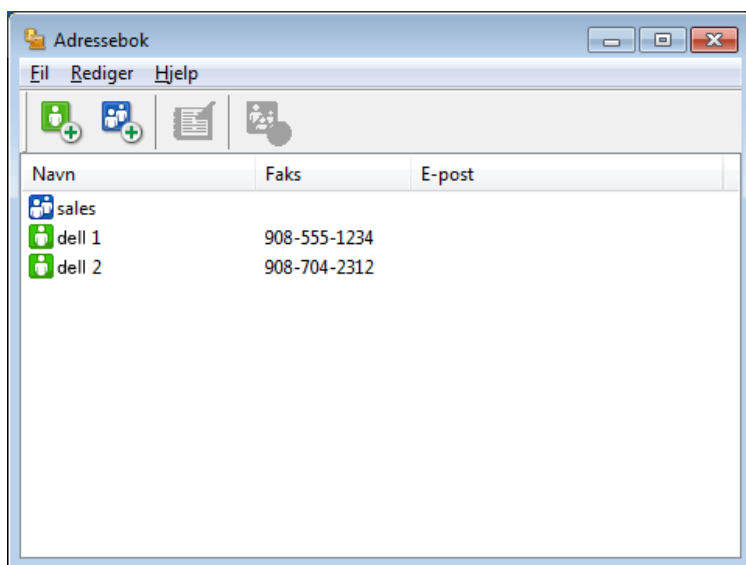 Adressebok
Fil Rediger Hjelp
Navn Faks E-post
sales
dell 1 908-555-1234
dell 2 908-704-2312